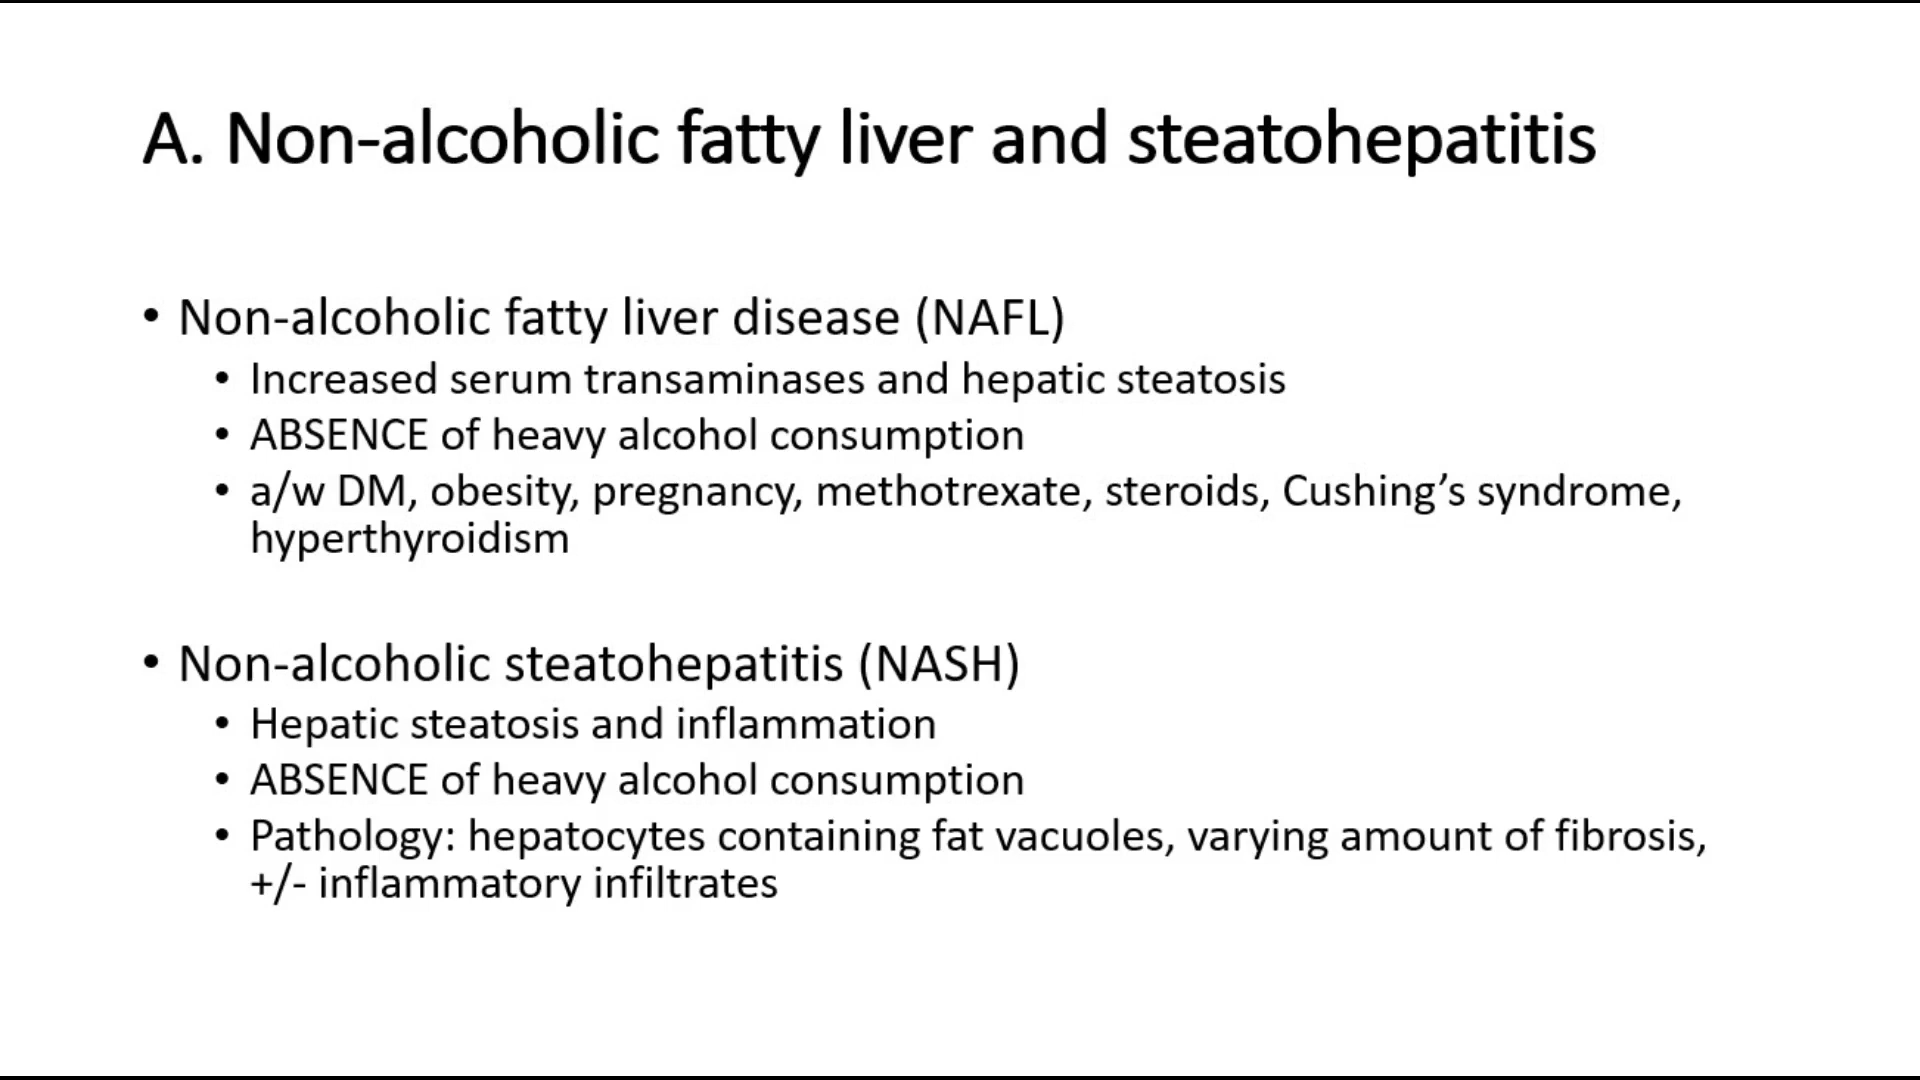 A. Non-alcoholic fatty liver and steatohepatitis
• Non-alcoholic fatty liver disease (NAFL)
• Increased serum transaminases and hepatic steatosis
• ABSENCE of heavy alcohol consumption
• a/w DM, obesity, pregnancy, methotrexate, steroids, Cushing’s syndrome,
hyperthyroidism
• Non-alcoholic steatohepatitis (NASH)
• Hepatic steatosis and inflammation
• ABSENCE of heavy alcohol consumption
• Pathology: hepatocytes containing fat vacuoles, varying amount of fibrosis,
+/- inflammatory infiltrates